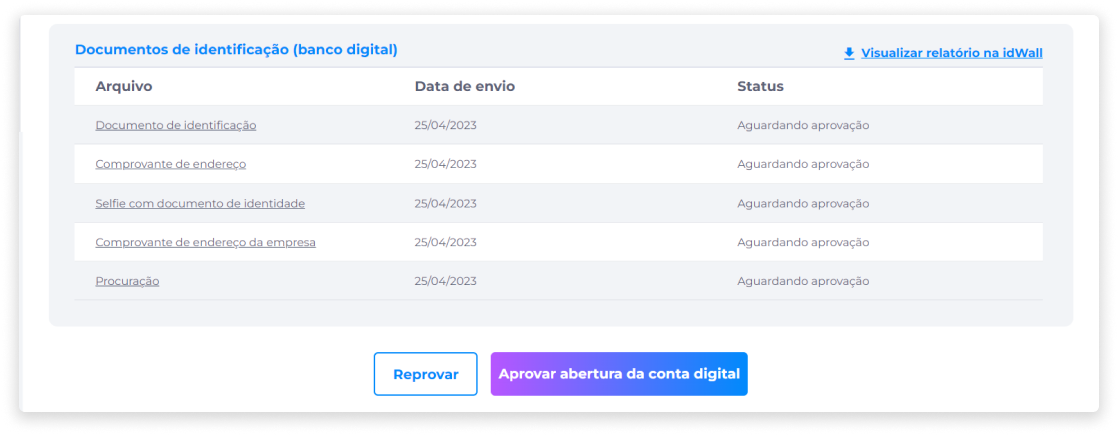 Documentos de identificação (banco digital)
Visualizar relatório na idWall
Arquivo Data de envio Status
Documento de identificação 25/04/2023 Aguardando aprovação
Comprovante de endereço 25/04/2023 Aguardando aprovação
Selfie com documento de identidade 25/04/2023 Aguardando aprovação
Comprovante de endereço da empresa 25/04/2023 Aguardando aprovação
Procuração 25/04/2023 Aguardando aprovação
Reprovar Aprovar abertura da conta digital